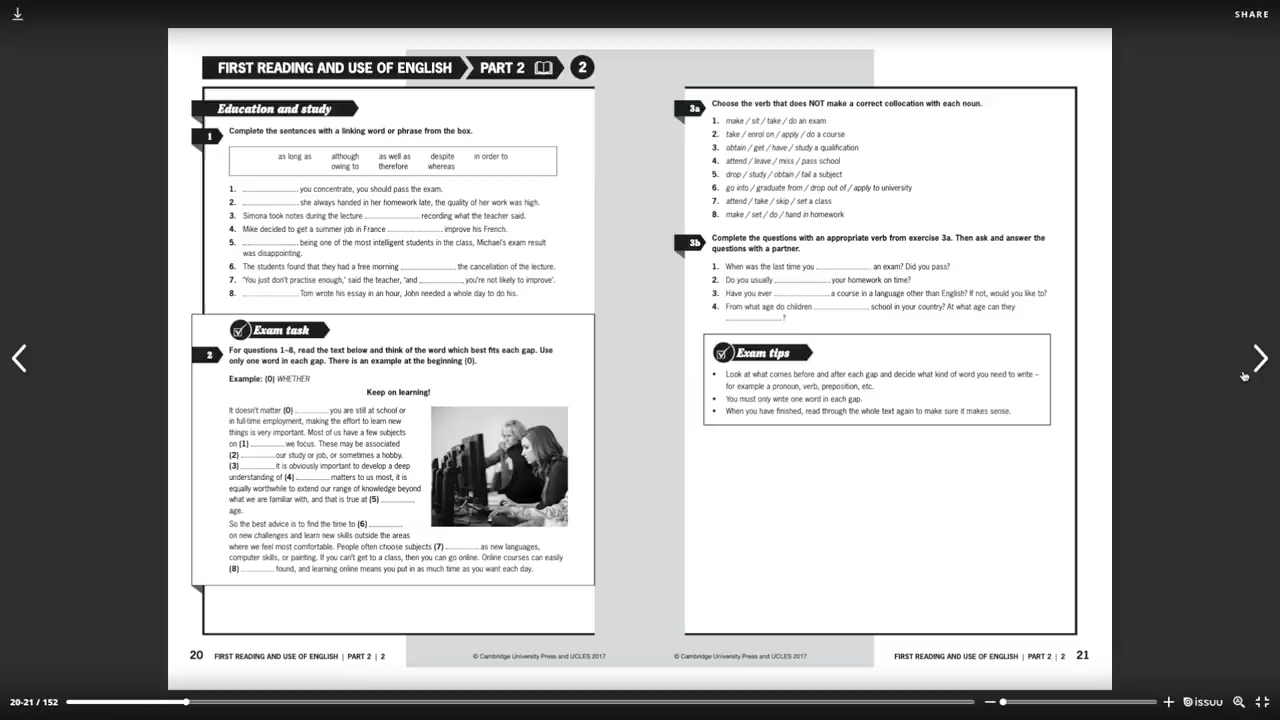 SHARE
FIRST READING AND USE OF ENGLISH PART 2 2
Education and study
1 Complete the sentences with a linking word or phrase from the box.
as long as although as well as despite in order to
owing to therefore whereas
1. ____________ you concentrate, you should pass the exam.
2. ____________ she always handed in her homework late, the quality of her work was high.
3. Simona took notes during the lecture ____________ recording what the teacher said.
4. Mike decided to get a summer job in France ____________ improve his French.
5. ____________ being one of the most intelligent students in the class, Michael's exam result
was disappointing.
6. The students found that they had a free morning ____________ the cancellation of the lecture.
7. 'You just don't practise enough,' said the teacher, 'and ____________ you're not likely to improve'.
8. ____________ Tom wrote his essay in an hour, John needed a whole day to do his.
Exam task
2 For questions 1–8, read the text below and think of the word which best fits each gap. Use
only one word in each gap. There is an example at the beginning (0).
Example: (0) WHETHER
Keep on learning!
It doesn't matter (0) ________ you are still at school or
in full-time employment, making the effort to learn new
things is very important. Most of us have a few subjects
on (1) ________ we focus. These may be associated
(2) ________ our study or job, or sometimes a hobby.
(3) ________ it is obviously important to develop a deep
understanding of (4) ________ matters to us most, it is
equally worthwhile to extend our range of knowledge beyond
what we are familiar with, and that is true at (5) ________
age.
So the best advice is to find the time to (6) ________
on new challenges and learn new skills outside the areas
where we feel most comfortable. People often choose subjects (7) ________ as new languages,
computer skills, or painting. If you can't get to a class, then you can go online. Online courses can easily
(8) ________ found, and learning online means you put in as much time as you want each day.
20 FIRST READING AND USE OF ENGLISH | PART 2 | 2
© Cambridge University Press and UCLES 2017
3a Choose the verb that does NOT make a correct collocation with each noun.
1. make / sit / take / do an exam
2. take / enrol on / apply / do a course
3. obtain / get / have / study a qualification
4. attend / leave / miss / pass school
5. drop / study / obtain / fail a subject
6. go into / graduate from / drop out of / apply to university
7. attend / take / skip / set a class
8. make / set / do / hand in homework
3b Complete the questions with an appropriate verb from exercise 3a. Then ask and answer the
questions with a partner.
1. When was the last time you ____________ an exam? Did you pass?
2. Do you usually ____________ your homework on time?
3. Have you ever ____________ a course in a language other than English? If not, would you like to?
4. From what age do children ____________ school in your country? At what age can they
____________ ?
Exam tips
• Look at what comes before and after each gap and decide what kind of word you need to write –
for example a pronoun, verb, preposition, etc.
• You must only write one word in each gap.
• When you have finished, read through the whole text again to make sure it makes sense.
© Cambridge University Press and UCLES 2017
FIRST READING AND USE OF ENGLISH | PART 2 | 2 21
20-21 / 152
issuu